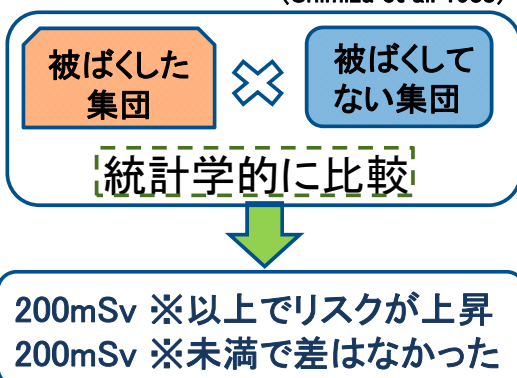 被ばくした
集団
被ばくして
ない集団
統計学的に比較
200mSv ※以上でリスクが上昇
200mSv ※未満で差はなかった